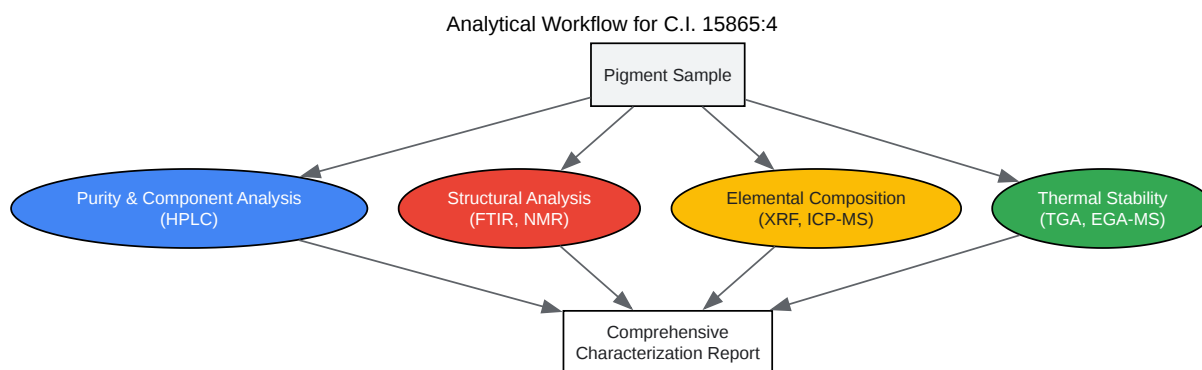 Analytical Workflow for C.I. 15865:4
Pigment Sample
Purity & Component Analysis
(HPLC)
Structural Analysis
(FTIR, NMR)
Elemental Composition
(XRF, ICP-MS)
Thermal Stability
(TGA, EGA-MS)
Comprehensive
Characterization Report